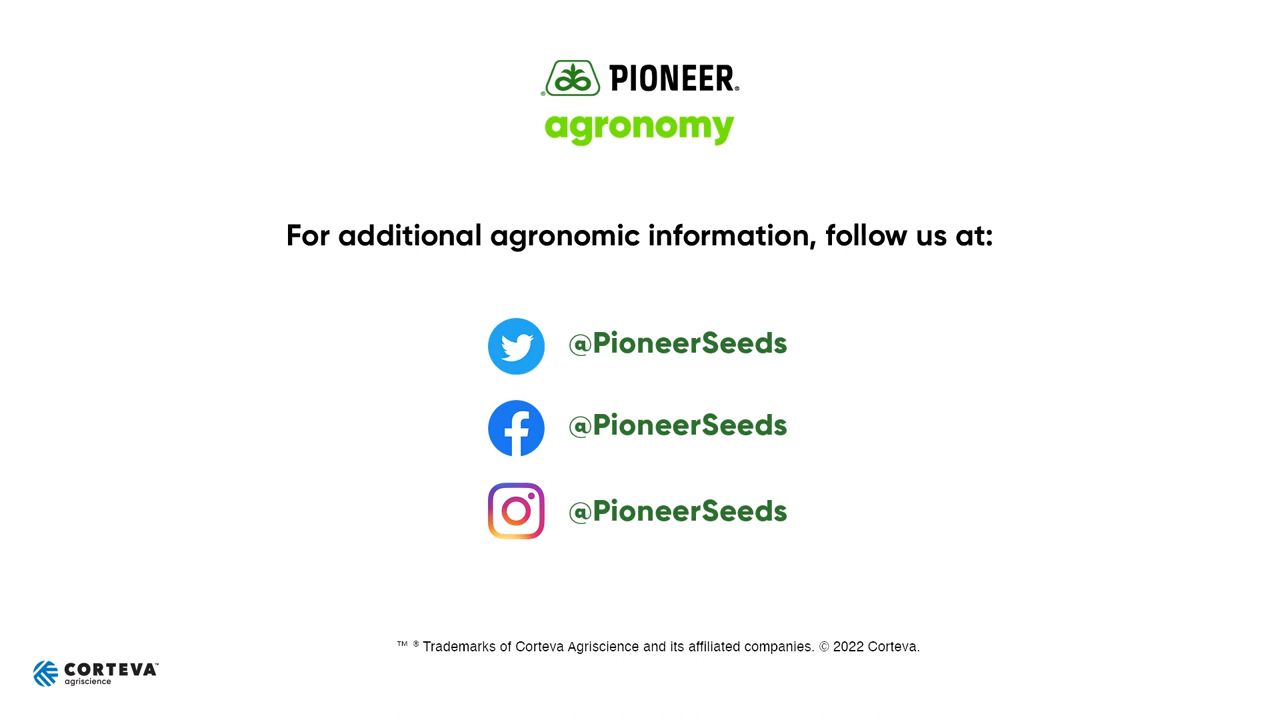 PIONEER®
agronomy
For additional agronomic information, follow us at:
@PioneerSeeds
@PioneerSeeds
@PioneerSeeds
™ ® Trademarks of Corteva Agriscience and its affiliated companies. © 2022 Corteva.
CORTEVA™
agriscience